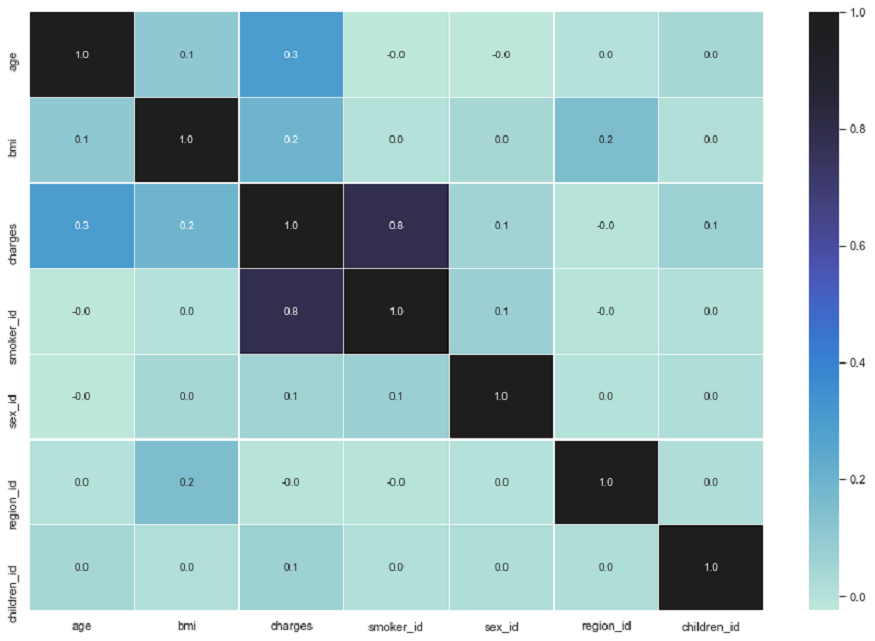 age 1.0 0.1 0.3 -0.0 -0.0 0.0 0.0
bmi 0.1 1.0 0.2 0.0 0.0 0.2 0.0
charges 0.3 0.2 1.0 0.8 0.1 -0.0 0.1
smoker_id -0.0 0.0 0.8 1.0 0.1 -0.0 0.0
sex_id -0.0 0.0 0.1 0.1 1.0 0.0 0.0
region_id 0.0 0.2 -0.0 -0.0 0.0 1.0 0.0
children_id 0.0 0.0 0.1 0.0 0.0 0.0 1.0
age bmi charges smoker_id sex_id region_id children_id
1.0
0.8
0.6
0.4
0.2
0.0